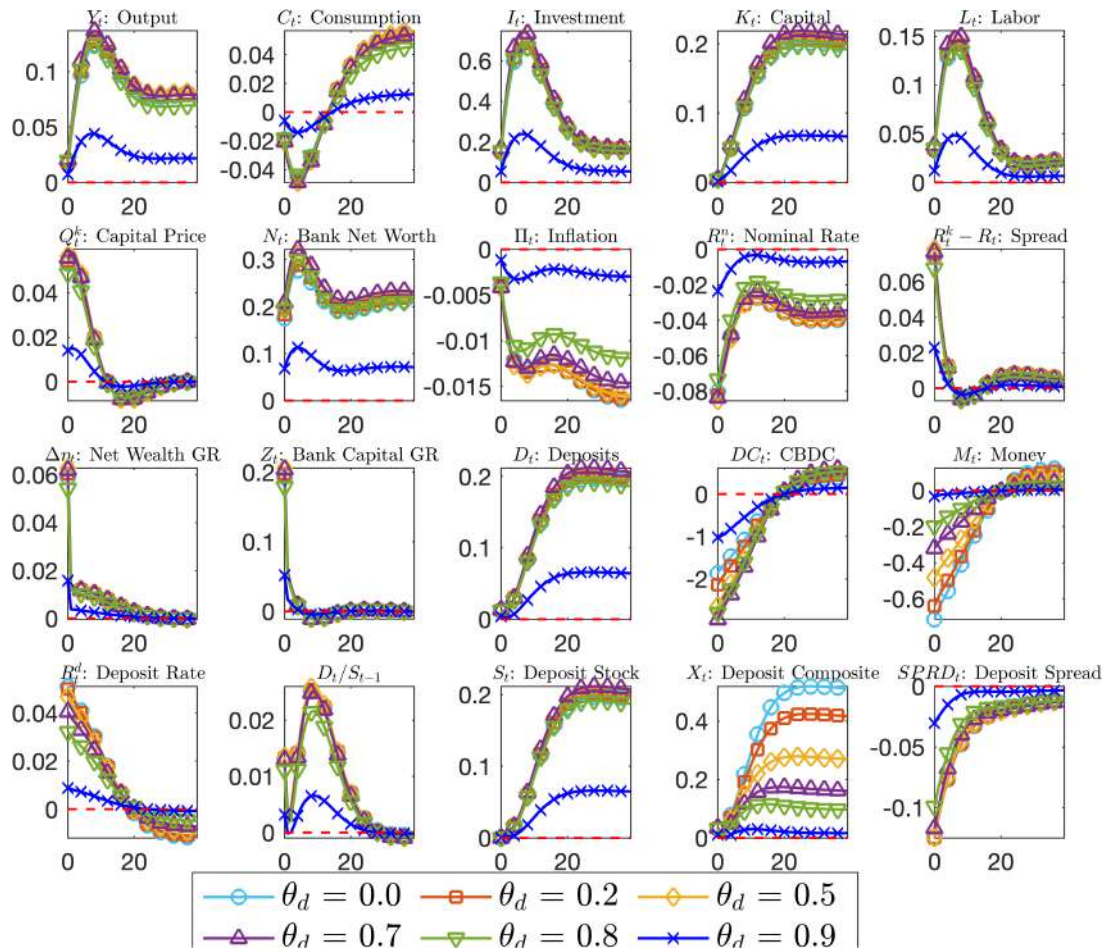 Y_t: Output C_t: Consumption I_t: Investment K_t: Capital L_t: Labor
0.1 0.05 0
0.04 0.02 0 -0.02 -0.04
0.6 0.4 0.2 0
0.2 0.1 0
0.15 0.1 0.05 0
0 20 0 20 0 20 0 20 0 20
Q_t^k: Capital Price N_t: Bank Net Worth Π_t: Inflation R_t^n: Nominal Rate R_t^k − R_t: Spread
0.04 0.02 0
0.3 0.2 0.1 0
0 -0.005 -0.01 -0.015
0 -0.02 -0.04 -0.06 -0.08
0.06 0.04 0.02 0
0 20 0 20 0 20 0 20 0 20
Δn_t: Net Wealth GR Z_t: Bank Capital GR D_t: Deposits DC_t: CBDC M_t: Money
0.06 0.04 0.02 0
0.2 0.1 0
0.2 0.1 0
0 -1 -2
0 -0.2 -0.4 -0.6
0 20 0 20 0 20 0 20 0 20
R_t^d: Deposit Rate D_t/S_{t−1} S_t: Deposit Stock X_t: Deposit Composite SPRD_t: Deposit Spread
0.04 0.02 0
0.02 0.01 0
0.2 0.1 0
0.4 0.2 0
0 -0.05 -0.1
0 20 0 20 0 20 0 20 0 20
θ_d = 0.0 θ_d = 0.2 θ_d = 0.5
θ_d = 0.7 θ_d = 0.8 θ_d = 0.9